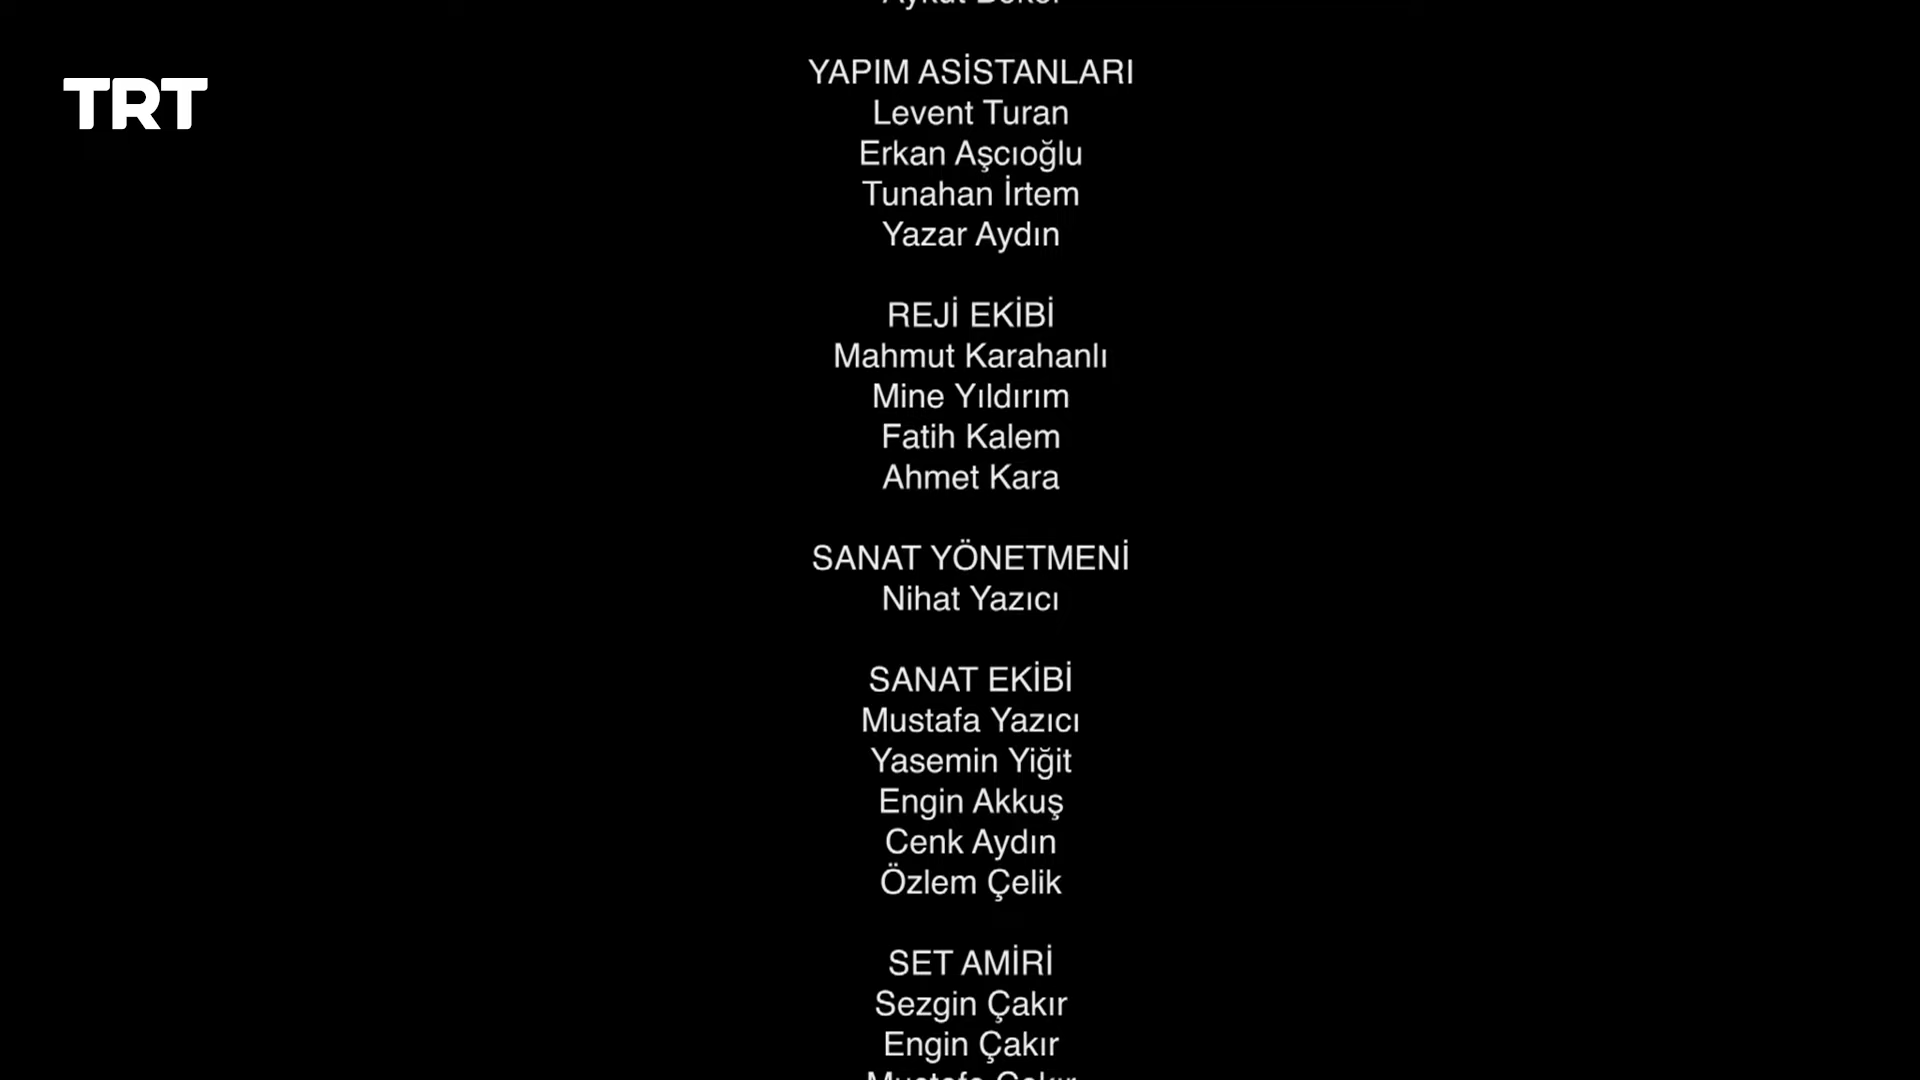 TRT
YAPIM ASİSTANLARI
Levent Turan
Erkan Aşcıoğlu
Tunahan İrtem
Yazar Aydın
REJİ EKİBİ
Mahmut Karahanlı
Mine Yıldırım
Fatih Kalem
Ahmet Kara
SANAT YÖNETMENİ
Nihat Yazıcı
SANAT EKİBİ
Mustafa Yazıcı
Yasemin Yiğit
Engin Akkuş
Cenk Aydın
Özlem Çelik
SET AMİRİ
Sezgin Çakır
Engin Çakır